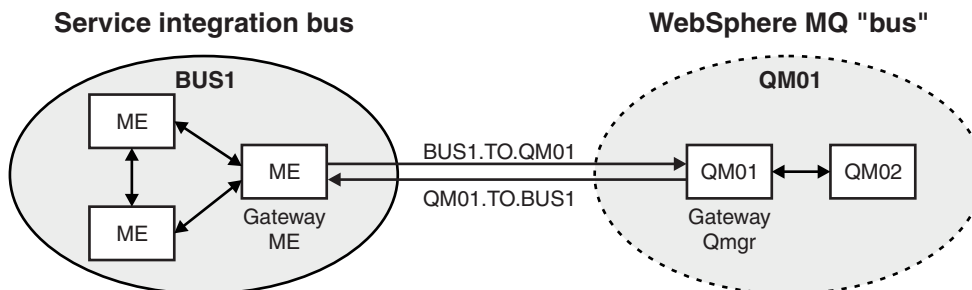 Service integration bus
WebSphere MQ "bus"
BUS1
QM01
ME
ME
ME
Gateway
ME
BUS1.TO.QM01
QM01.TO.BUS1
QM01
QM02
Gateway
Qmgr